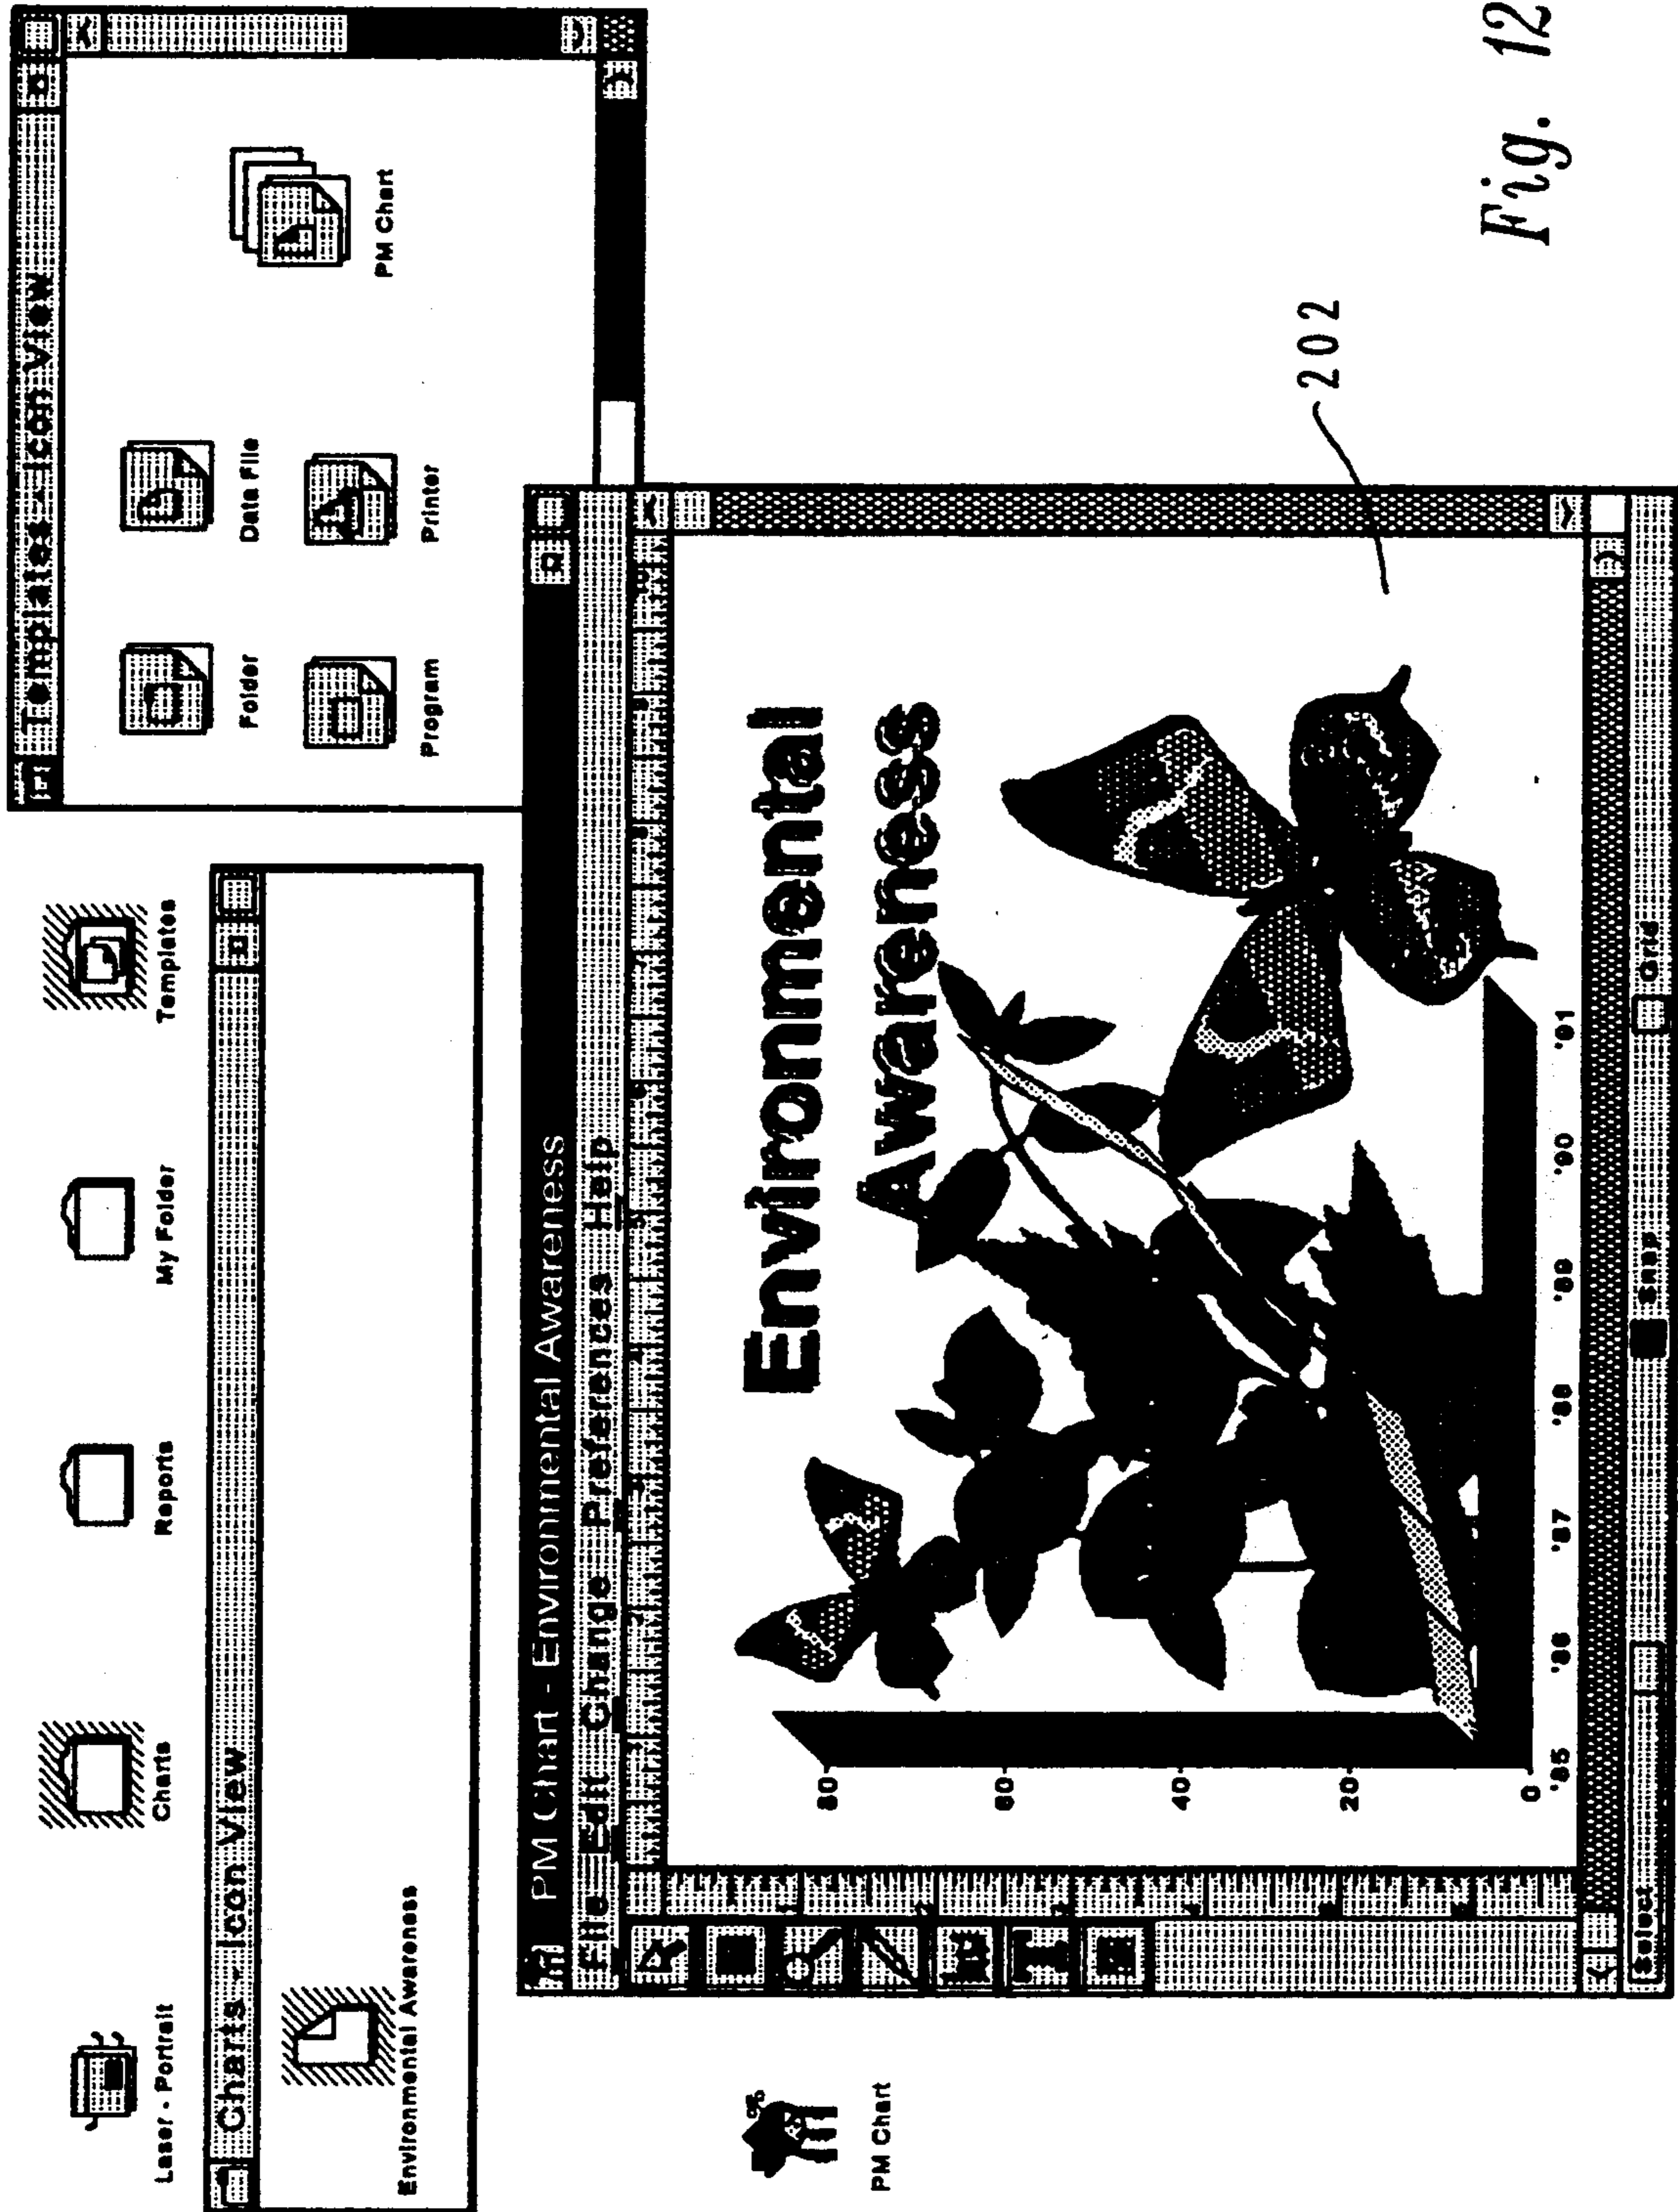 Laser - Portrait
Charts
Reports
My Folder
Templates
Templates - Icon View
Folder
Data File
Program
Printer
PM Chart
Charts - Icon View
Environmental Awareness
PM Chart
PM Chart - Environmental Awareness
File Edit Change Preferences Help
Environmental
Awareness
80
60
40
20
0
'85 '86 '87 '88 '89 '90 '91
Select
Snap
Grid
202
Fig. 12